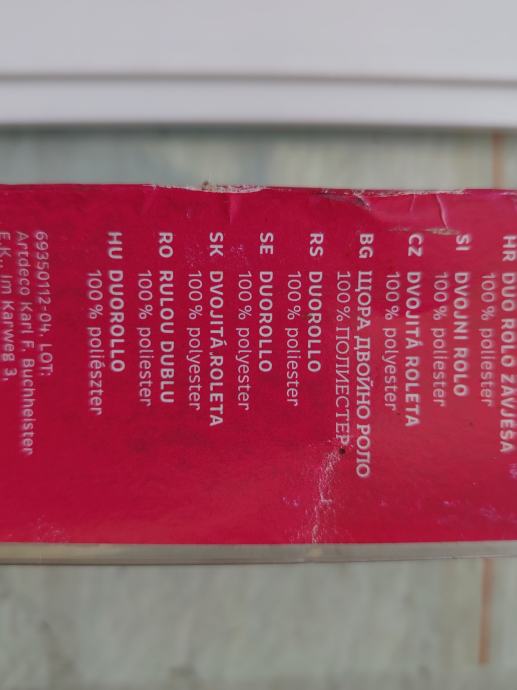 HR DUO ROLO ZAVJESA
100 % poliester
SI DVOJNI ROLO
100 % poliester
CZ DVOJITÁ ROLETA
100 % polyester
BG ЩОРА ДВОЙНО РОЛО
100 % ПОЛИЕСТЕР
RS DUOROLLO
100 % poliester
SE DUOROLLO
100 % polyester
SK DVOJITÁ ROLETA
100 % polyester
RO RULOU DUBLU
100 % poliester
HU DUOROLLO
100 % poliészter
69350112-04, LOT:
Artdeco Karl F. Buchheister
E.K., Im Karweg 3,